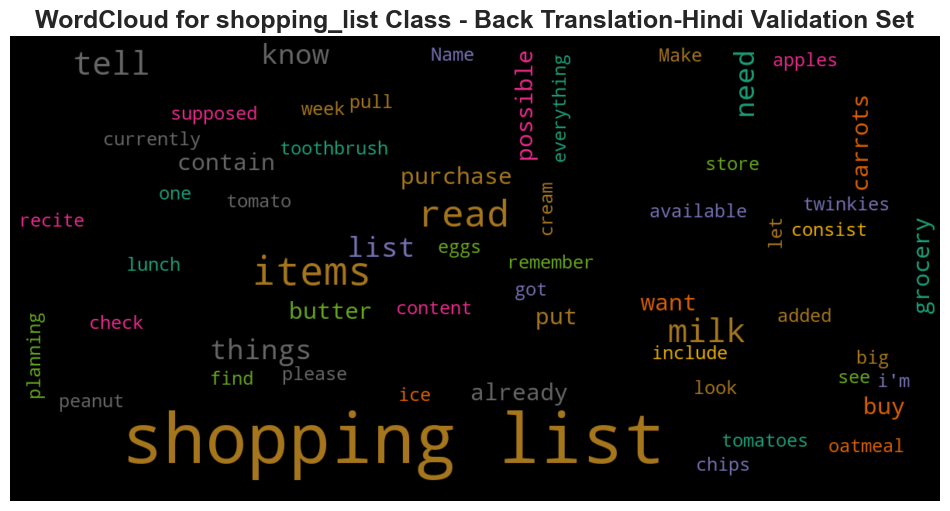 WordCloud for shopping_list Class - Back Translation-Hindi Validation Set
tell
know
Name
Make
apples
need
possible
everything
supposed
week
pull
carrots
currently
toothbrush
contain
store
purchase
one
tomato
cream
available
twinkies
recite
read
let
consist
grocery
list
eggs
lunch
items
remember
got
butter
content
put
want
milk
added
check
planning
things
include
big
find
please
see
i'm
peanut
ice
already
look
buy
shopping list
tomatoes
oatmeal
chips